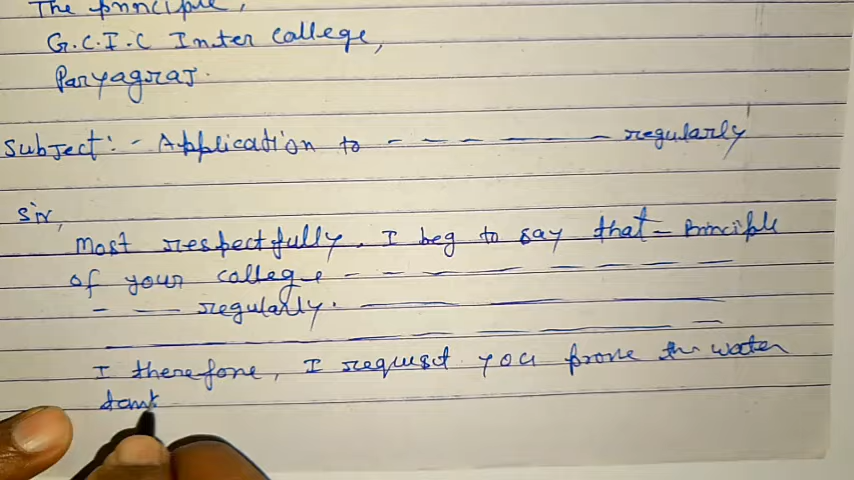 The principle,
G.C.I.C Inter college,
Paryagraj.
Subject:- Application to - - - - - - regularly
Sir,
Most respectfully, I beg to say that - Principle
of your college - - - - - - - -
- - regularly. - - - -
- - - - - -
I therefore, I request you prove the water
tank